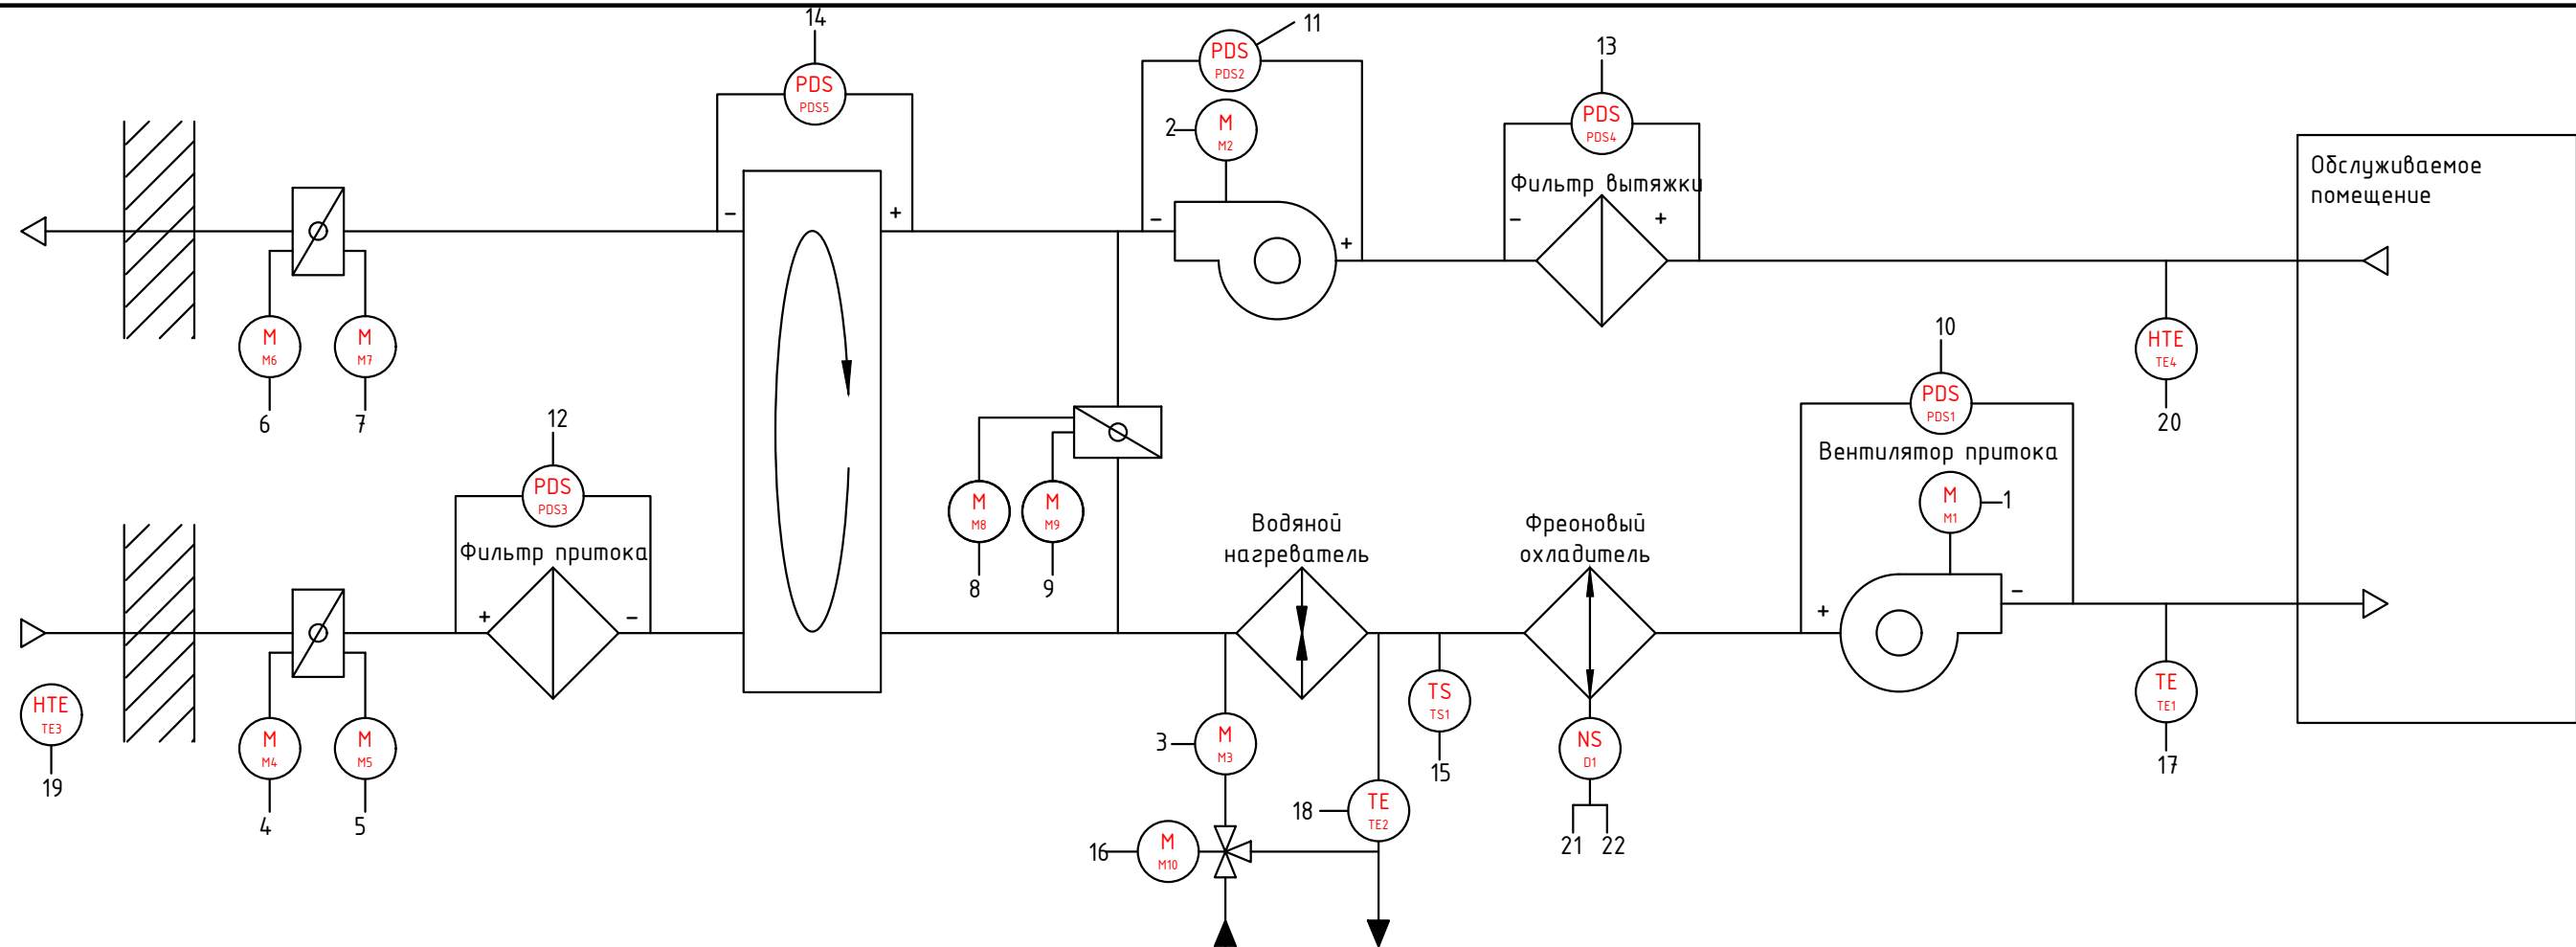 14
PDS
PDS5
PDS
PDS2
11
2
M
M2
13
PDS
PDS4
Фильтр вытяжки
Обслуживаемое
помещение
-
+
-
+
-
+
M
M6
6
M
M7
7
HTE
TE4
20
10
PDS
PDS1
Вентилятор притока
M
M1
1
+
-
12
PDS
PDS3
Фильтр притока
+
-
M
M8
8
M
M9
9
Водяной
нагреватель
Фреоновый
охладитель
HTE
TE3
19
M
M4
4
M
M5
5
3
M
M3
TS
TS1
15
NS
D1
21 22
TE
TE1
17
18
TE
TE2
16
M
M10